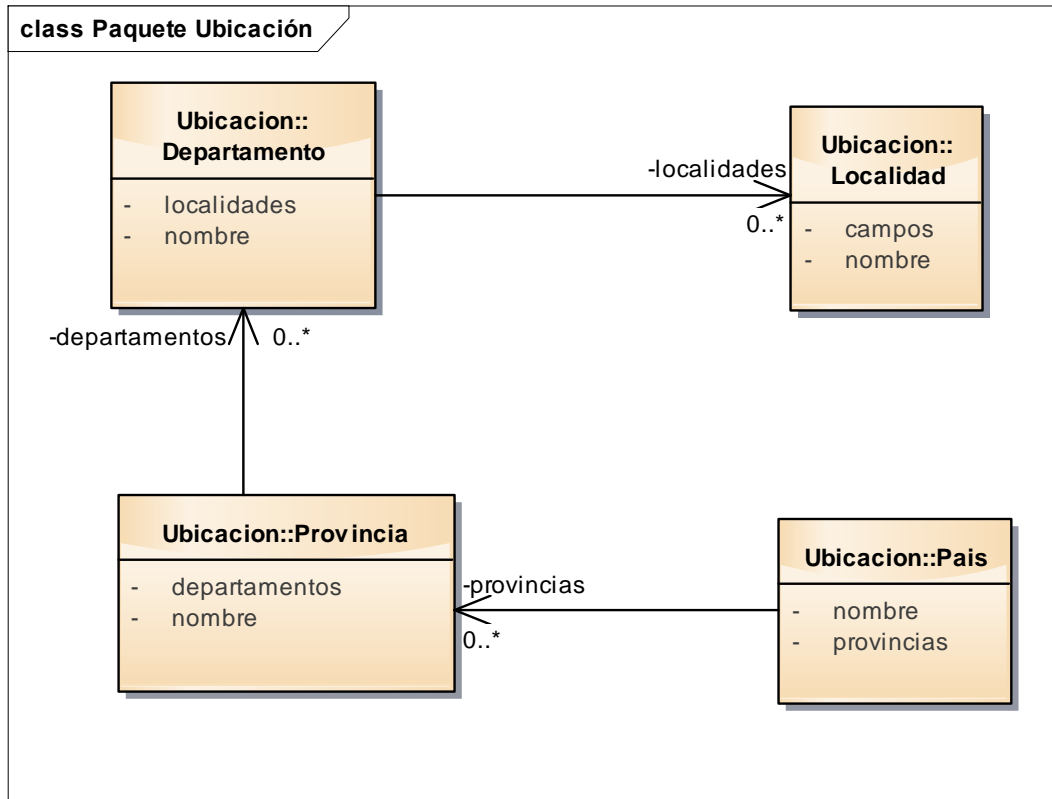 class Paquete Ubicación
Ubicacion::
Departamento
- localidades
- nombre
-localidades
0..*
Ubicacion::
Localidad
- campos
- nombre
-departamentos
0..*
Ubicacion::Provincia
- departamentos
- nombre
-provincias
0..*
Ubicacion::Pais
- nombre
- provincias